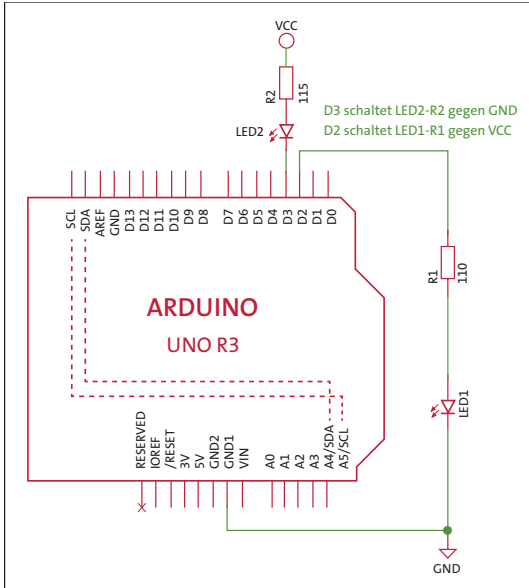 VCC
R2
115
LED2
D3 schaltet LED2-R2 gegen GND
D2 schaltet LED1-R1 gegen VCC
SCL
SDA
AREF
GND
D13
D12
D11
D10
D9
D8
D7
D6
D5
D4
D3
D2
D1
D0
R1
110
ARDUINO
UNO R3
LED1
RESERVED
IOREF
/RESET
3V
5V
GND2
GND1
VIN
A0
A1
A2
A3
A4/SDA
A5/SCL
GND